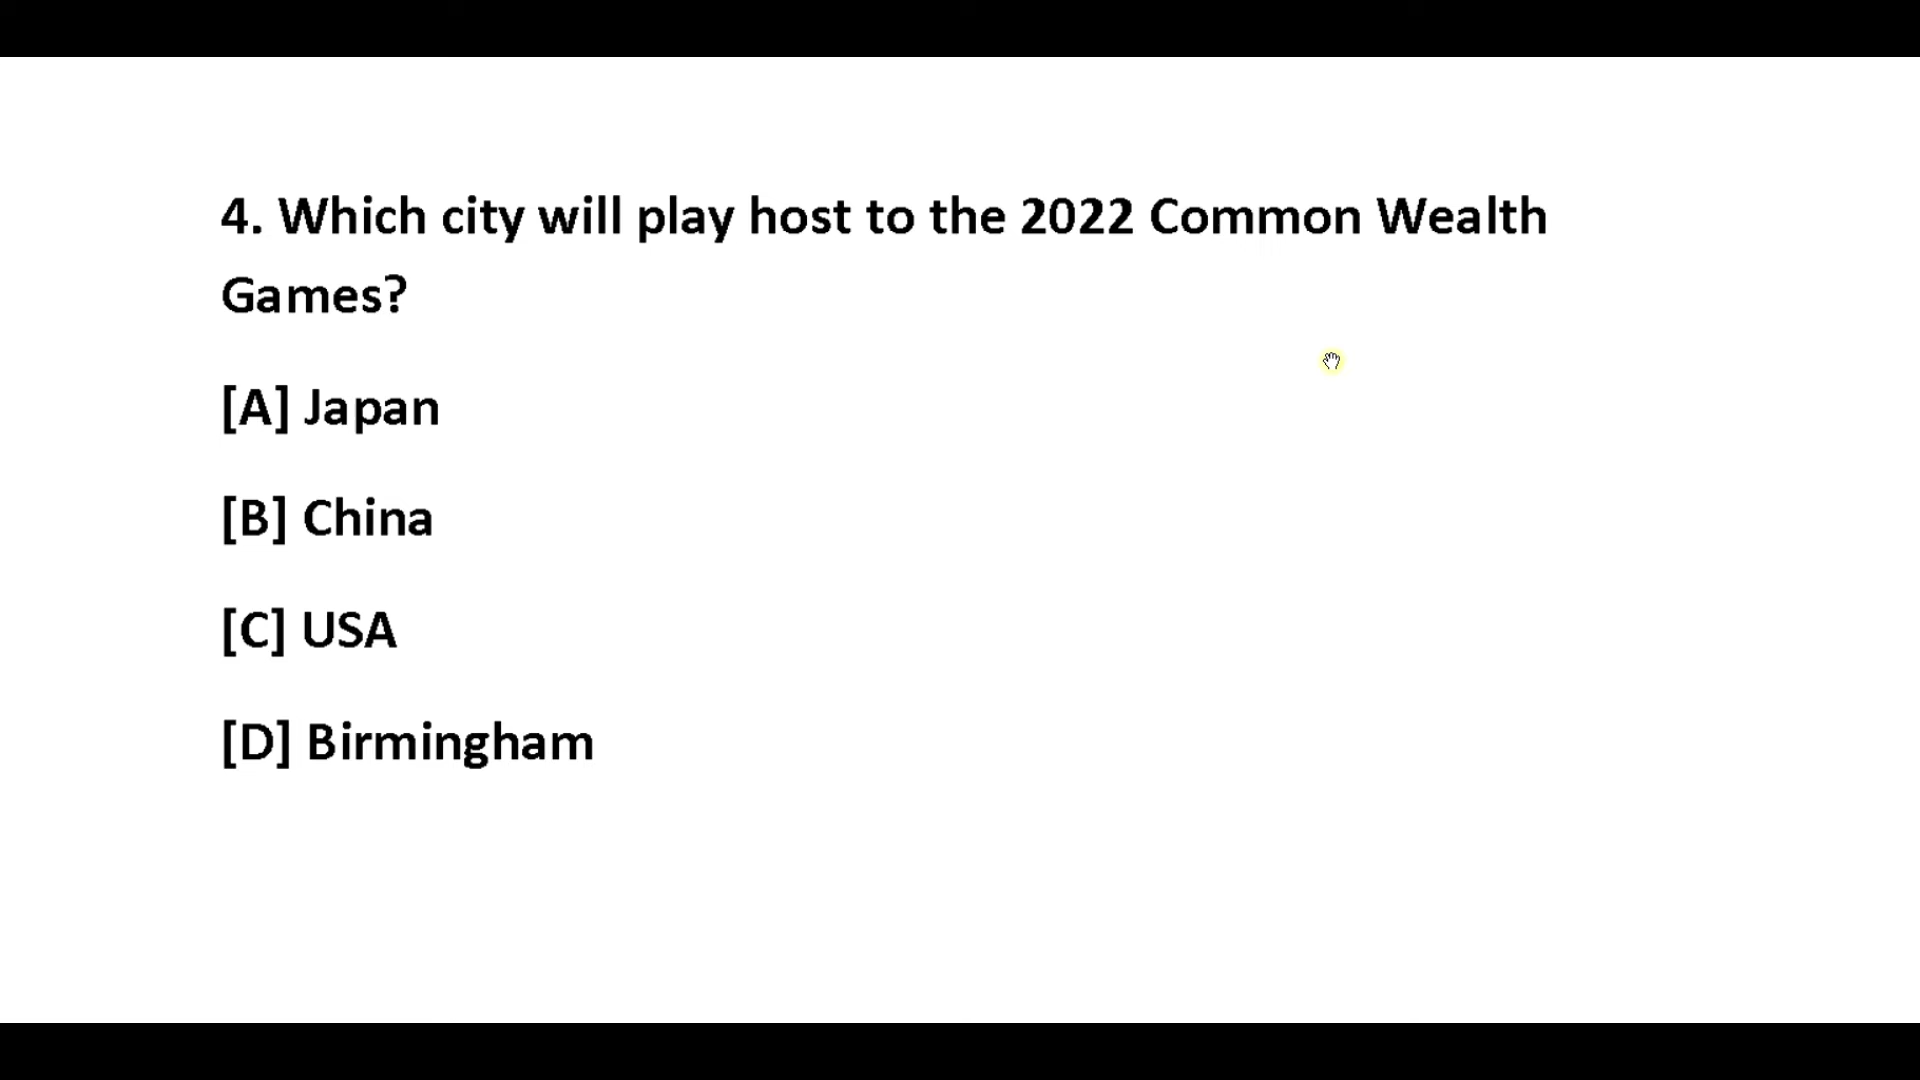 4. Which city will play host to the 2022 Common Wealth
Games?
[A] Japan
[B] China
[C] USA
[D] Birmingham